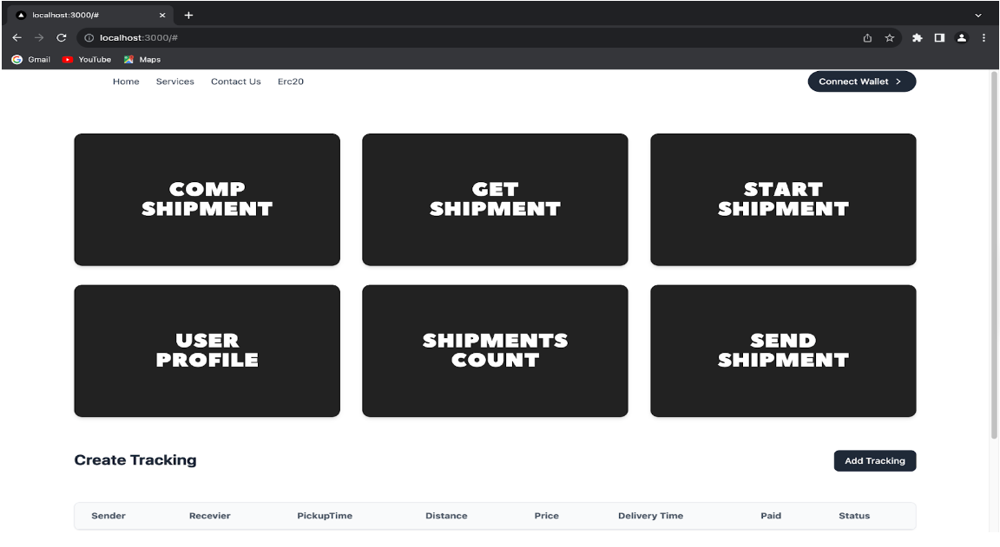 localhost:3000/#
localhost:3000/#
Gmail YouTube Maps
Home Services Contact Us Erc20 Connect Wallet
COMP
SHIPMENT
GET
SHIPMENT
START
SHIPMENT
USER
PROFILE
SHIPMENTS
COUNT
SEND
SHIPMENT
Create Tracking Add Tracking
Sender Recevier PickupTime Distance Price Delivery Time Paid Status